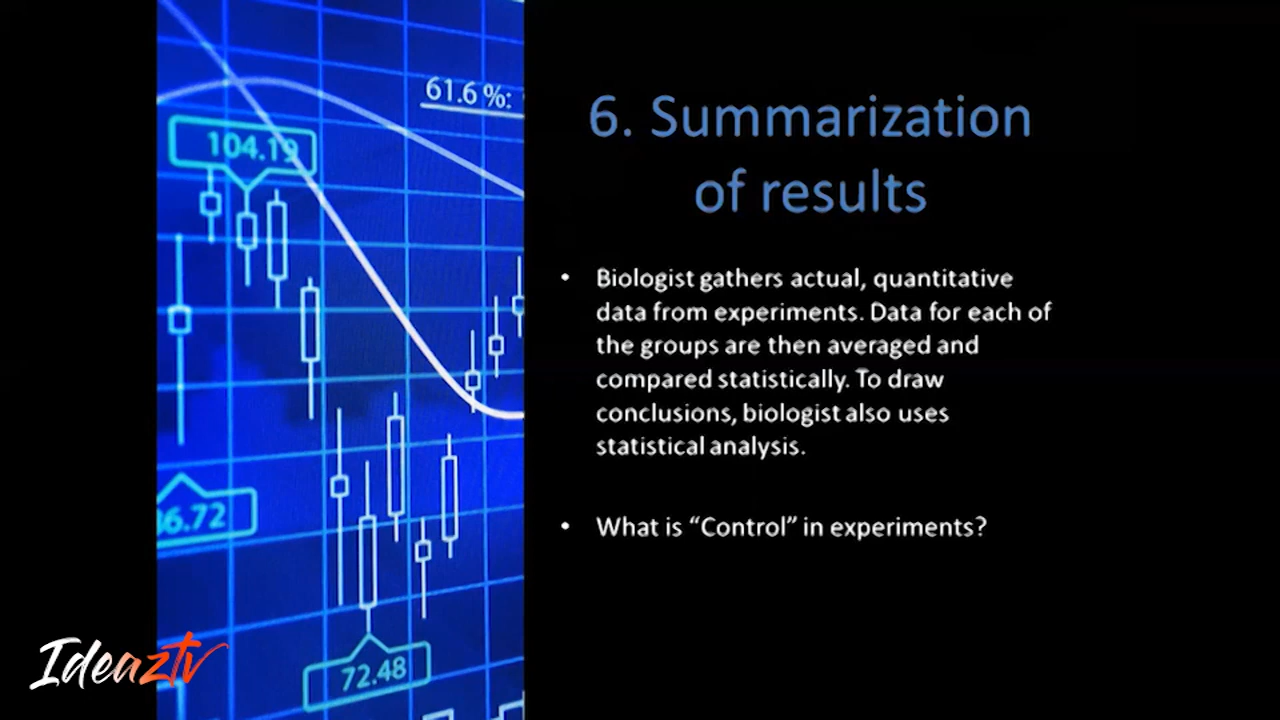 61.6 %:
104.19
6. Summarization
of results
• Biologist gathers actual, quantitative
data from experiments. Data for each of
the groups are then averaged and
compared statistically. To draw
conclusions, biologist also uses
statistical analysis.
6.72
• What is “Control” in experiments?
72.48
Ideaztv